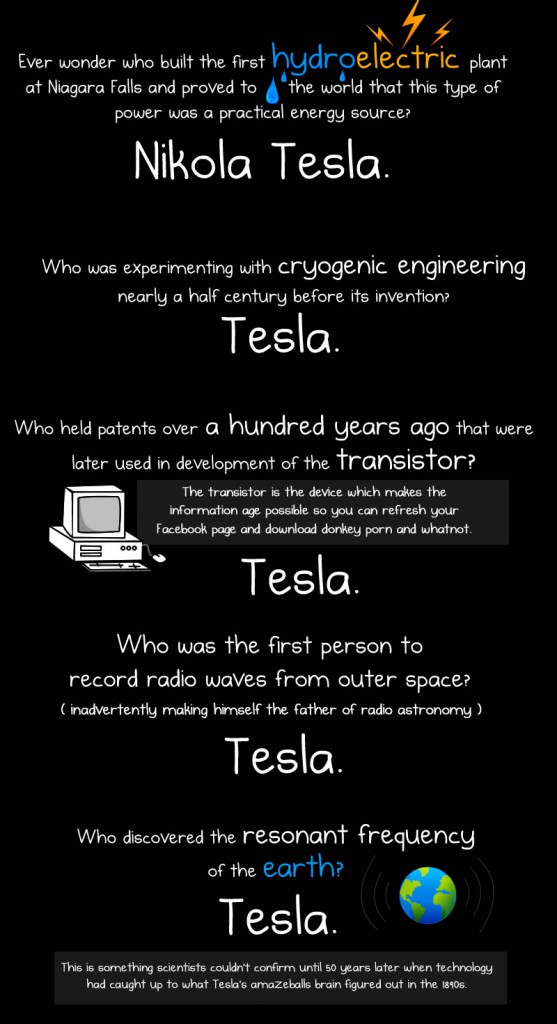 Ever wonder who built the first hydroelectric plant
at Niagara Falls and proved to the world that this type of
power was a practical energy source?
Nikola Tesla.
Who was experimenting with cryogenic engineering
nearly a half century before its invention?
Tesla.
Who held patents over a hundred years ago that were
later used in development of the transistor?
The transistor is the device which makes the
information age possible so you can refresh your
Facebook page and download donkey porn and whatnot.
Tesla.
Who was the first person to
record radio waves from outer space?
( inadvertently making himself the father of radio astronomy )
Tesla.
Who discovered the resonant frequency
of the earth?
Tesla.
This is something scientists couldn't confirm until 50 years later when technology
had caught up to what Tesla's amazeballs brain figured out in the 1890s.